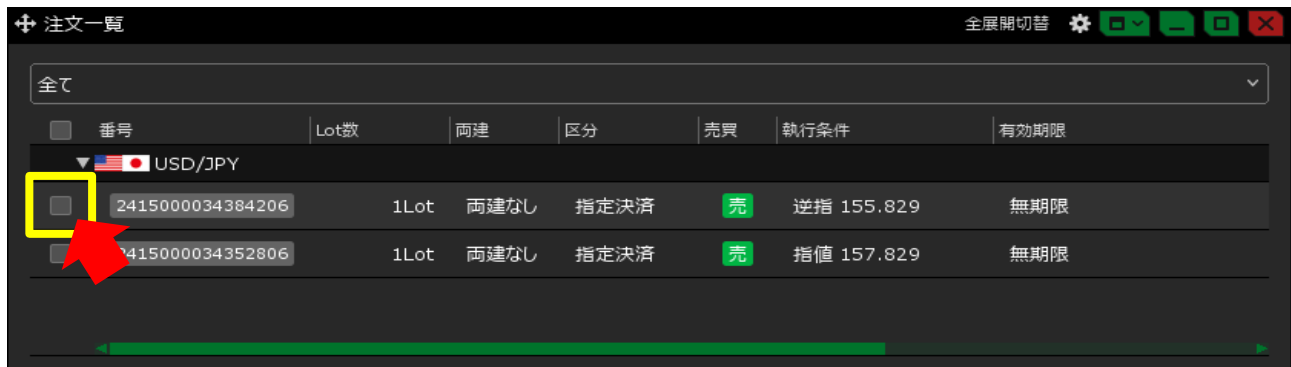 注文一覧 全展開切替
全て
番号 Lot数 両建 区分 売買 執行条件 有効期限
USD/JPY
2415000034384206 1Lot 両建なし 指定決済 売 逆指 155.829 無期限
2415000034352806 1Lot 両建なし 指定決済 売 指値 157.829 無期限